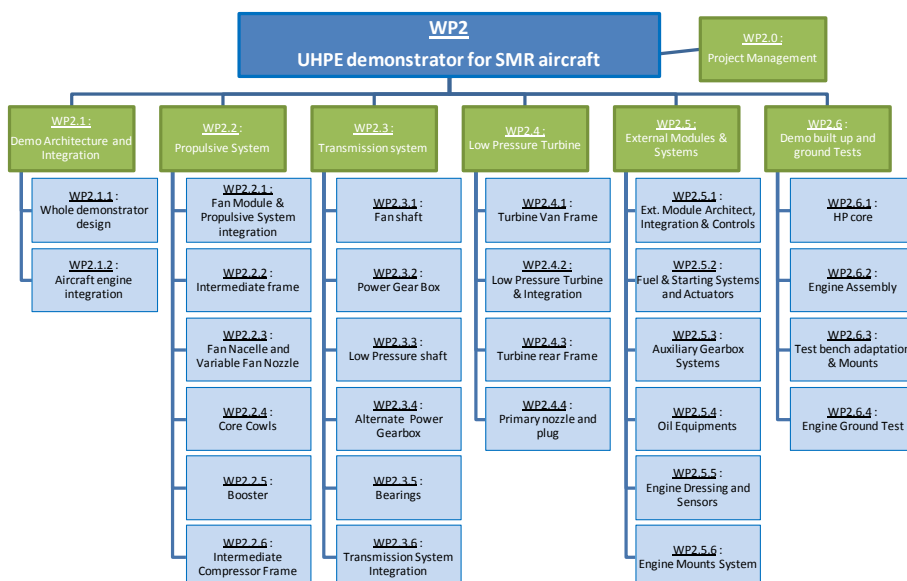 WP2
UHPE demonstrator for SMR aircraft
WP2.0:
Project Management
WP2.1:
Demo Architecture and
Integration
WP2.1.1:
Whole demonstrator
design
WP2.1.2:
Aircraft engine
integration
WP2.2:
Propulsive System
WP2.2.1:
Fan Module &
Propulsive System
integration
WP2.2.2:
Intermediate frame
WP2.2.3:
Fan Nacelle and
Variable Fan Nozzle
WP2.2.4:
Core Cowls
WP2.2.5:
Booster
WP2.2.6:
Intermediate
Compressor Frame
WP2.3:
Transmission system
WP2.3.1:
Fan shaft
WP2.3.2:
Power Gear Box
WP2.3.3:
Low Pressure shaft
WP2.3.4:
Alternate Power
Gearbox
WP2.3.5:
Bearings
WP2.3.6:
Transmission System
Integration
WP2.4:
Low Pressure Turbine
WP2.4.1:
Turbine Van Frame
WP2.4.2:
Low Pressure Turbine
& Integration
WP2.4.3:
Turbine rear Frame
WP2.4.4:
Primary nozzle and
plug
WP2.5:
External Modules &
Systems
WP2.5.1:
Ext. Module Architect,
Integration & Controls
WP2.5.2:
Fuel & Starting Systems
and Actuators
WP2.5.3:
Auxiliary Gearbox
Systems
WP2.5.4:
Oil Equipments
WP2.5.5:
Engine Dressing and
Sensors
WP2.5.6:
Engine Mounts System
WP2.6:
Demo built up and
ground Tests
WP2.6.1:
HP core
WP2.6.2:
Engine Assembly
WP2.6.3:
Test bench adaptation
& Mounts
WP2.6.4:
Engine Ground Test